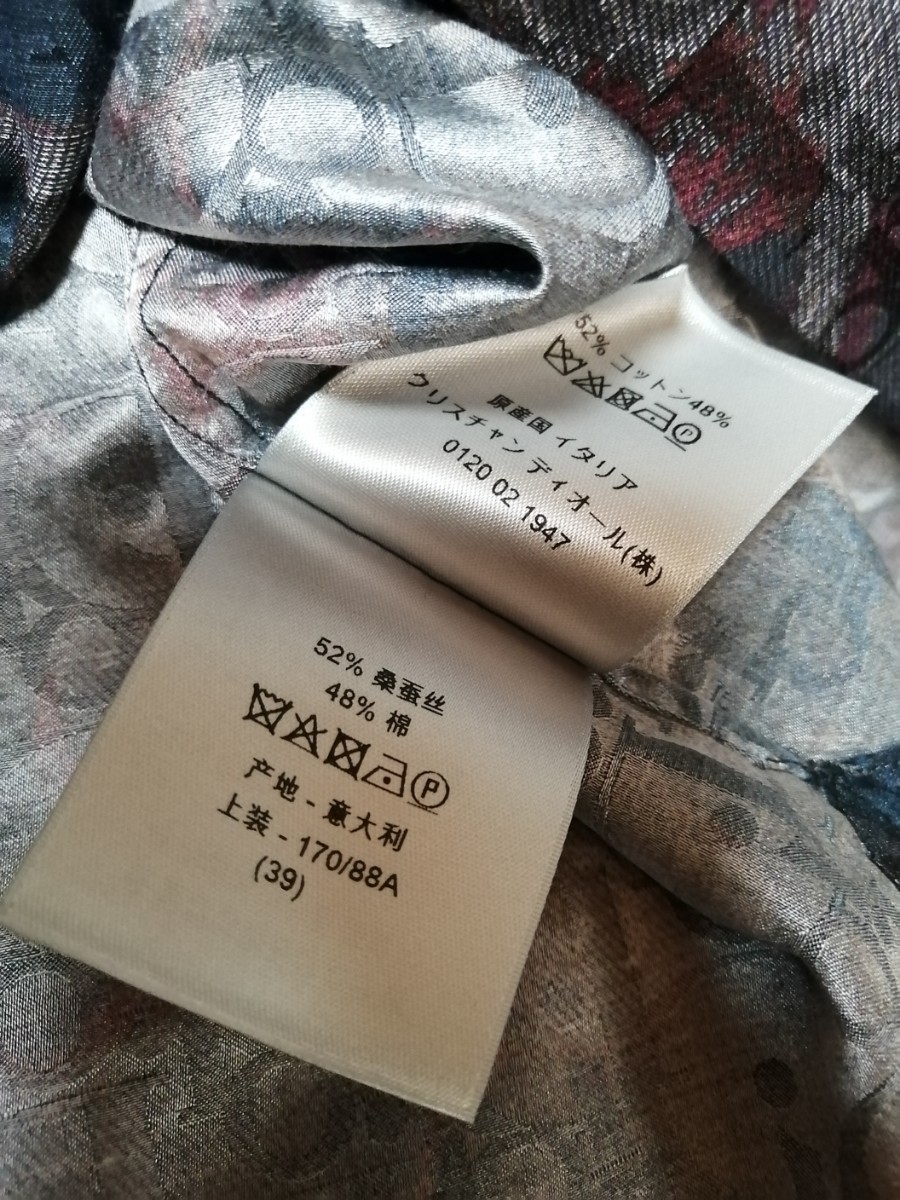 52%
コットン48%
原産国 イタリア
クリスチャン ディオール(株)
0120 02 1947
52% 桑蚕丝
48% 棉
P
产地 - 意大利
上装 - 170/88A
(39)